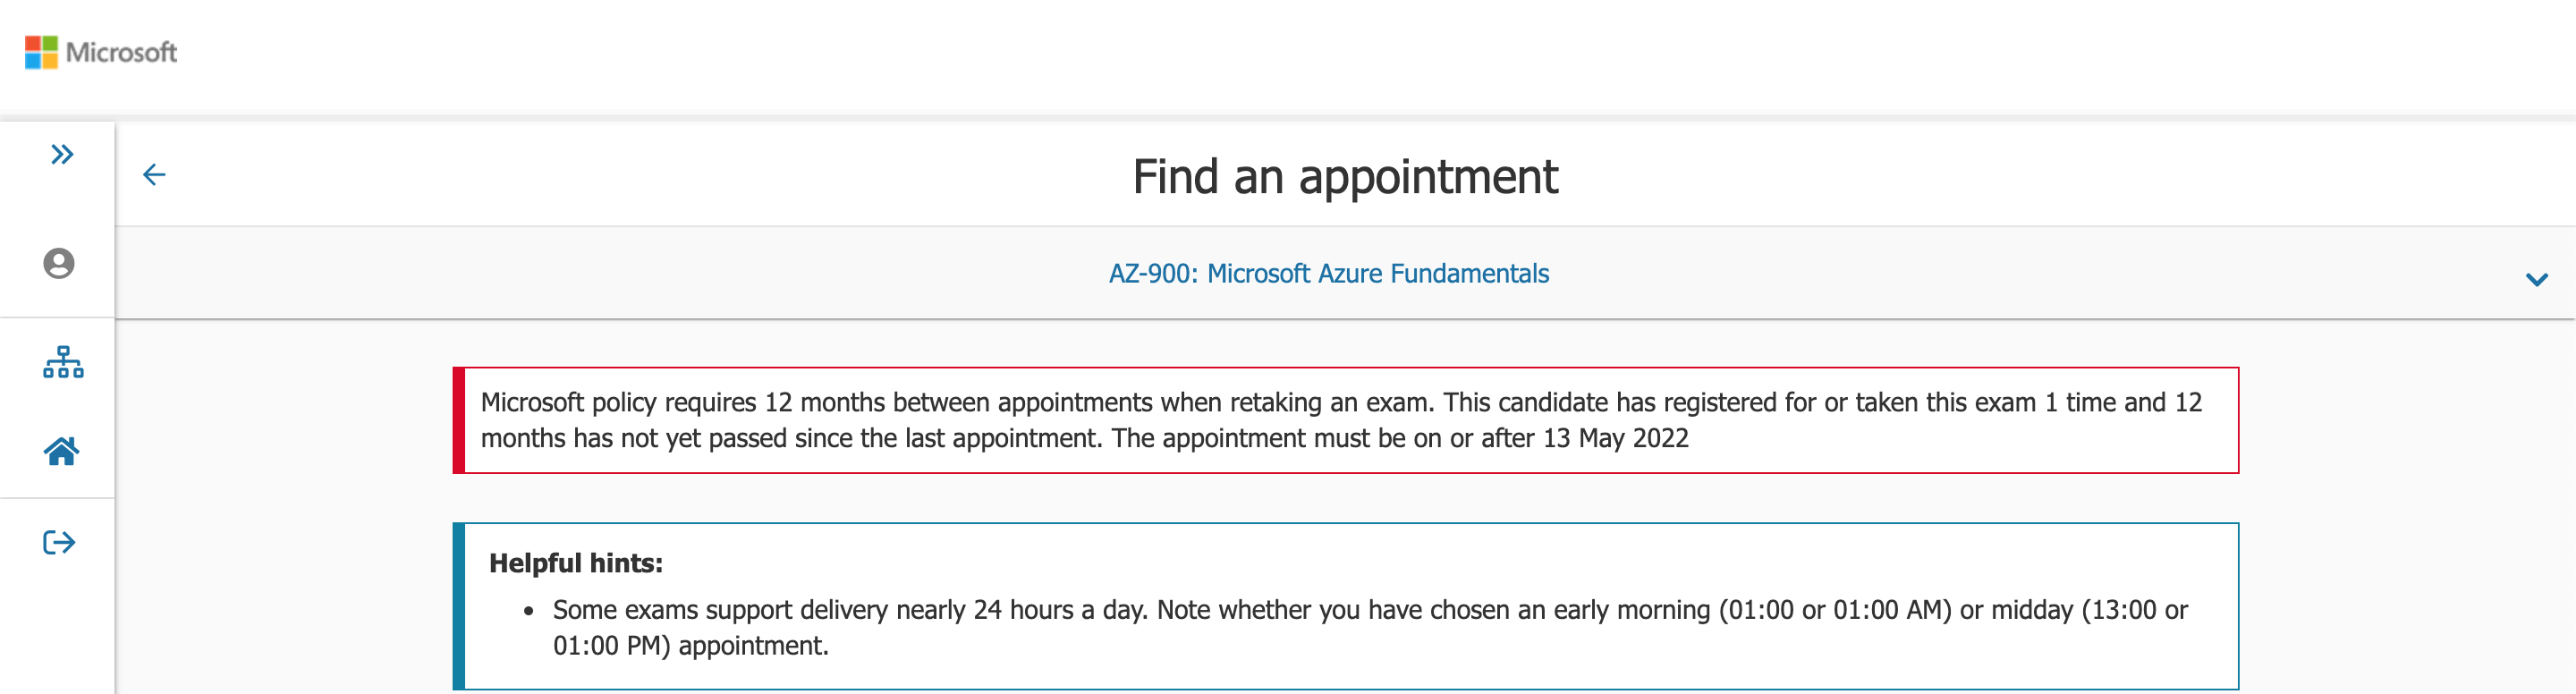 Microsoft
Find an appointment
AZ-900: Microsoft Azure Fundamentals
Microsoft policy requires 12 months between appointments when retaking an exam. This candidate has registered for or taken this exam 1 time and 12
months has not yet passed since the last appointment. The appointment must be on or after 13 May 2022
Helpful hints:
• Some exams support delivery nearly 24 hours a day. Note whether you have chosen an early morning (01:00 or 01:00 AM) or midday (13:00 or
01:00 PM) appointment.